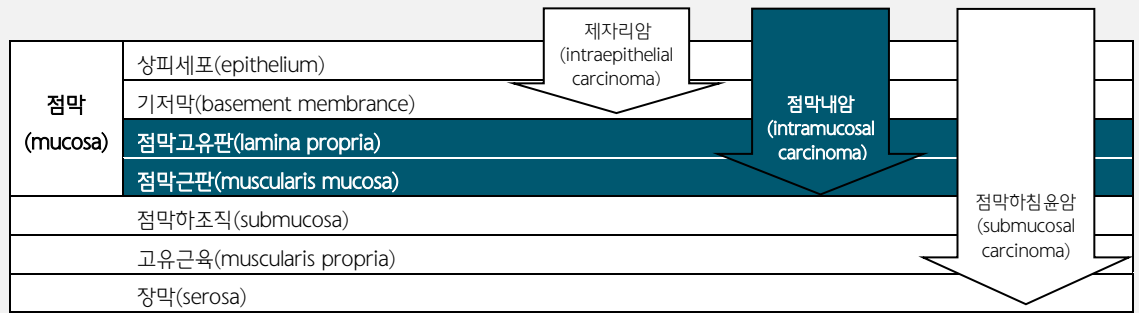 점막
(mucosa)
상피세포(epithelium)
기저막(basement membrance)
점막고유판(lamina propria)
점막근판(muscularis mucosa)
점막하조직(submucosa)
고유근육(muscularis propria)
장막(serosa)
제자리암
(intraepithelial
carcinoma)
점막내암
(intramucosal
carcinoma)
점막하침윤암
(submucosal
carcinoma)